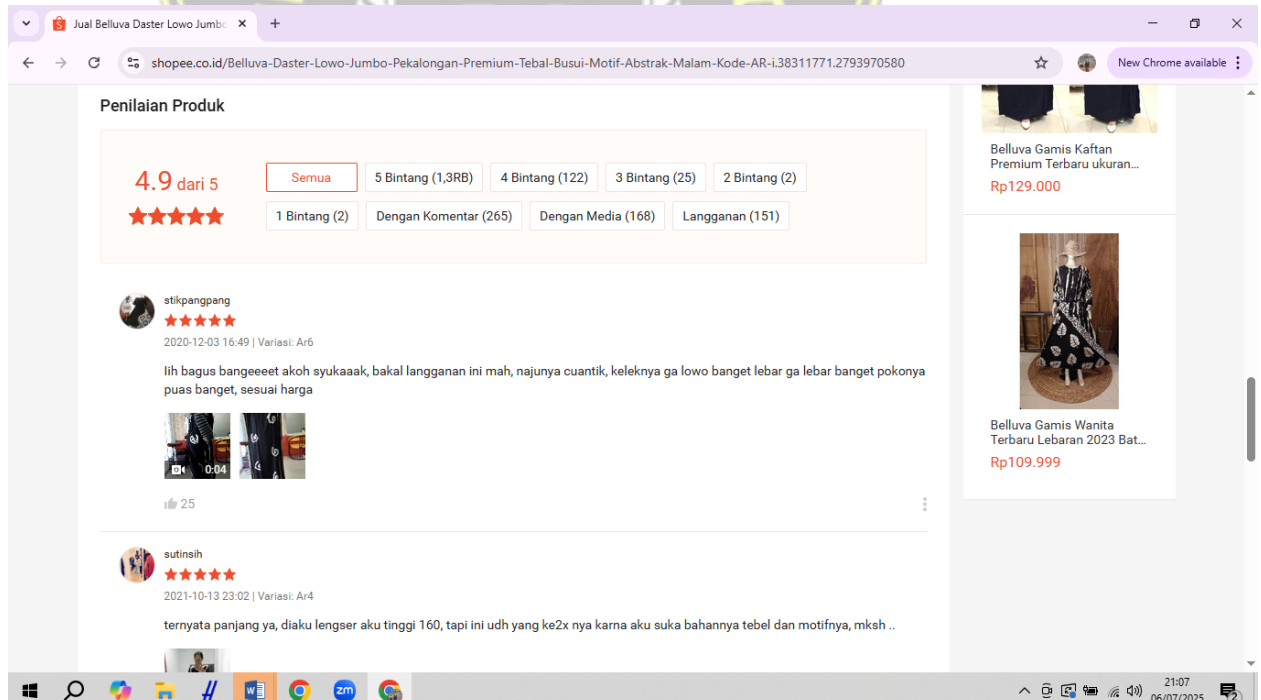 Jual Belluva Daster Lowo Jumbo
shopee.co.id/Belluva-Daster-Lowo-Jumbo-Pekalongan-Premium-Tebal-Busui-Motif-Abstrak-Malam-Kode-AR-i.38311771.2793970580
New Chrome available
Penilaian Produk
4.9 dari 5
Semua
5 Bintang (1,3RB)
4 Bintang (122)
3 Bintang (25)
2 Bintang (2)
1 Bintang (2)
Dengan Komentar (265)
Dengan Media (168)
Langganan (151)
stikpangpang
2020-12-03 16:49 | Variasi: Ar6
Iih bagus bangeeeet akoh syukaaak, bakal langganan ini mah, najunya cuantik, keleknya ga lowo banget lebar ga lebar banget pokonya
puas banget, sesuai harga
0:04
25
sutinsih
2021-10-13 23:02 | Variasi: Ar4
ternyata panjang ya, diaku lengser aku tinggi 160, tapi ini udh yang ke2x nya karna aku suka bahannya tebel dan motifnya, mksh ..
Belluva Gamis Kaftan
Premium Terbaru ukuran...
Rp129.000
Belluva Gamis Wanita
Terbaru Lebaran 2023 Bat...
Rp109.999
zm
21:07
06/07/2025
2